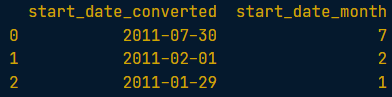 start_date_converted start_date_month
0 2011-07-30 7
1 2011-02-01 2
2 2011-01-29 1